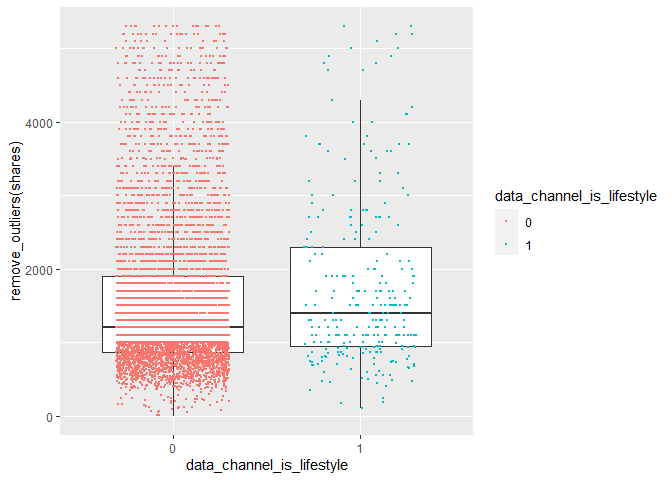 remove_outliers(shares)
4000
2000
0
0
1
data_channel_is_lifestyle
data_channel_is_lifestyle
0
1